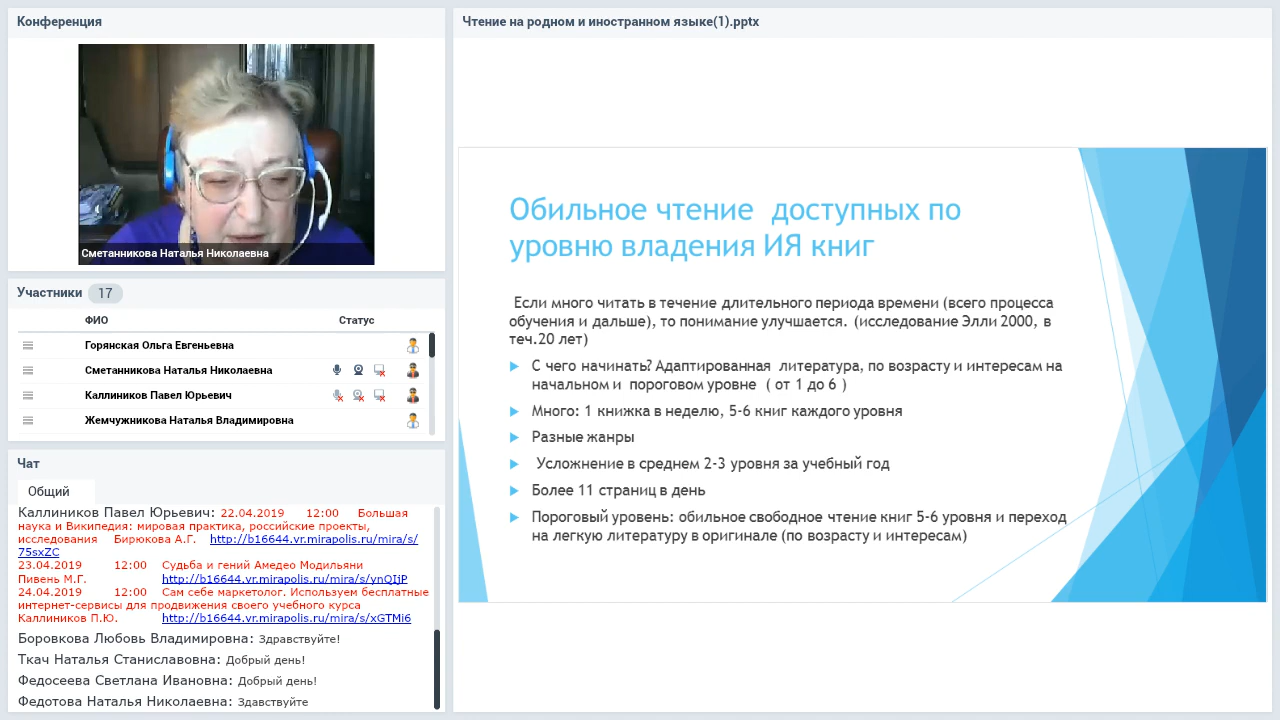 Конференция
Сметанникова Наталья Николаевна
Участники 17
ФИО Статус
Горянская Ольга Евгеньевна
Сметанникова Наталья Николаевна
Каллиников Павел Юрьевич
Жемчужникова Наталья Владимировна
Чат
Общий
Каллиников Павел Юрьевич: 22.04.2019 12:00 Большая
наука и Википедия: мировая практика, российские проекты,
исследования Бирюкова А.Г. http://b16644.vr.mirapolis.ru/mira/s/
75sxZC
23.04.2019 12:00 Судьба и гений Амедео Модильяни
Пивень М.Г. http://b16644.vr.mirapolis.ru/mira/s/ynQIjP
24.04.2019 12:00 Сам себе маркетолог. Используем бесплатные
интернет-сервисы для продвижения своего учебного курса
Каллиников П.Ю. http://b16644.vr.mirapolis.ru/mira/s/xGTMi6
Боровкова Любовь Владимировна: Здравствуйте!
Ткач Наталья Станиславовна: Добрый день!
Федосеева Светлана Ивановна: Добрый день!
Федотова Наталья Николаевна: Здавствуйте
Чтение на родном и иностранном языке(1).pptx
Обильное чтение доступных по
уровню владения ИЯ книг
Если много читать в течение длительного периода времени (всего процесса
обучения и дальше), то понимание улучшается. (исследование Элли 2000, в
теч.20 лет)
С чего начинать? Адаптированная литература, по возрасту и интересам на
начальном и пороговом уровне ( от 1 до 6 )
Много: 1 книжка в неделю, 5-6 книг каждого уровня
Разные жанры
Усложнение в среднем 2-3 уровня за учебный год
Более 11 страниц в день
Пороговый уровень: обильное свободное чтение книг 5-6 уровня и переход
на легкую литературу в оригинале (по возрасту и интересам)